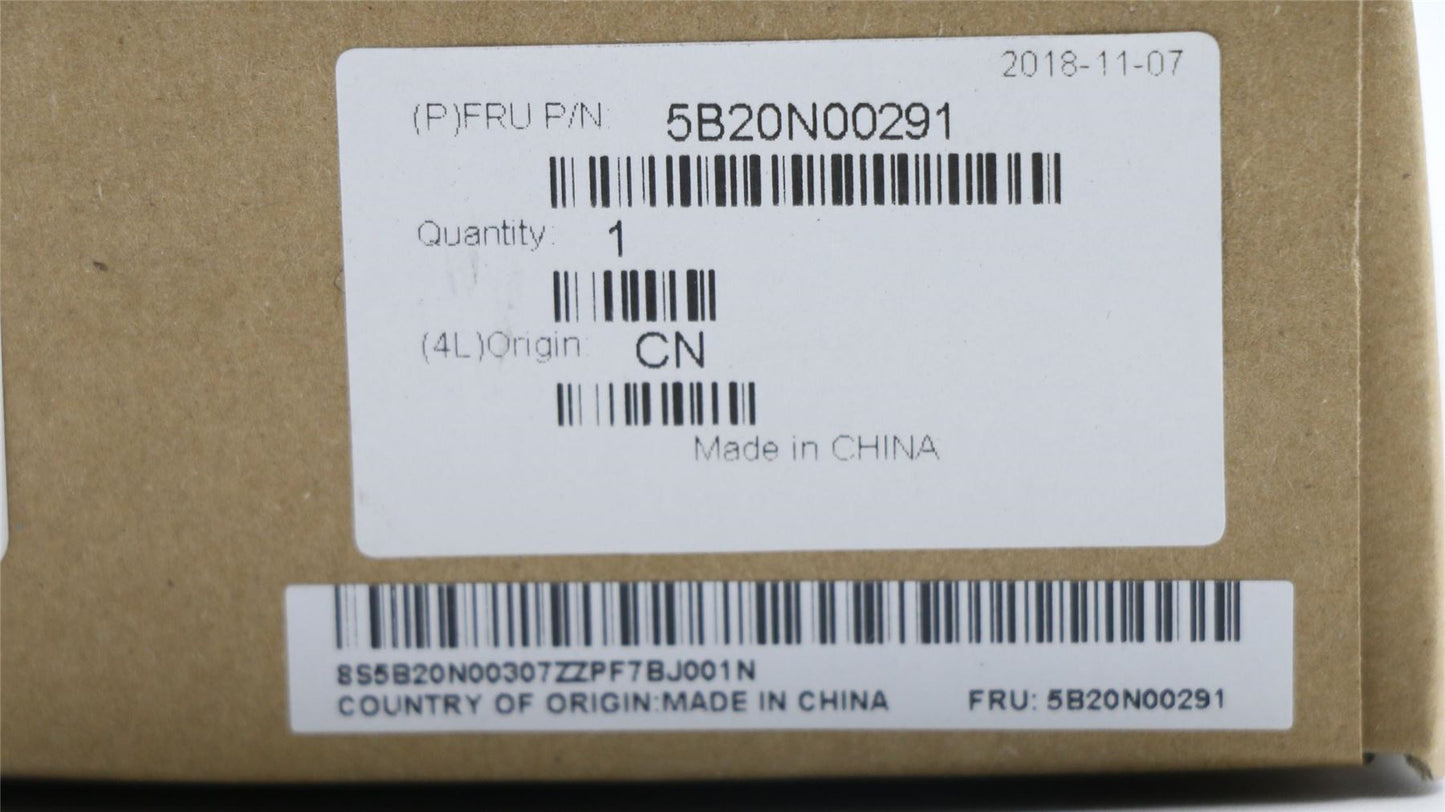 2018-11-07
(P)FRU P/N: 5B20N00291
Quantity: 1
(4L)Origin: CN
Made in CHINA
8S5B20N00307ZZPF7BJ001N
COUNTRY OF ORIGIN:MADE IN CHINA FRU: 5B20N00291